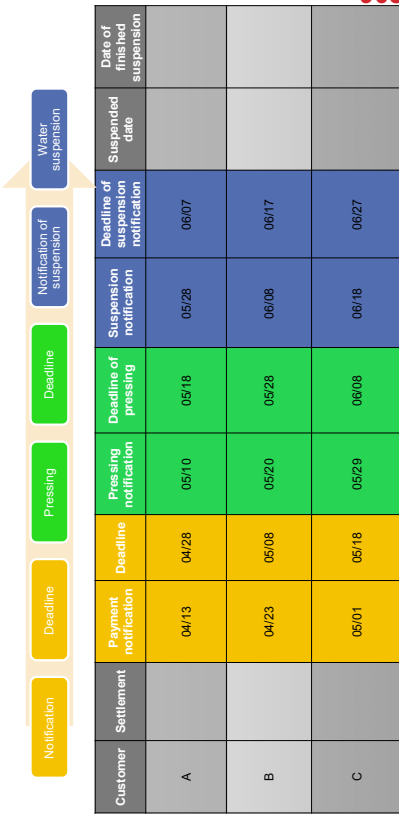 Notification
Deadline
Pressing
Deadline
Notification of
suspension
Water
suspension
Customer
Settlement
Payment
notification
Deadline
Pressing
notification
Deadline of
pressing
Suspension
notification
Deadline of
suspension
notification
Suspended
date
Date of
finished
suspension
A
04/13
04/28
05/10
05/18
05/28
06/07
B
04/23
05/08
05/20
05/28
06/08
06/17
C
05/01
05/18
05/29
06/08
06/18
06/27